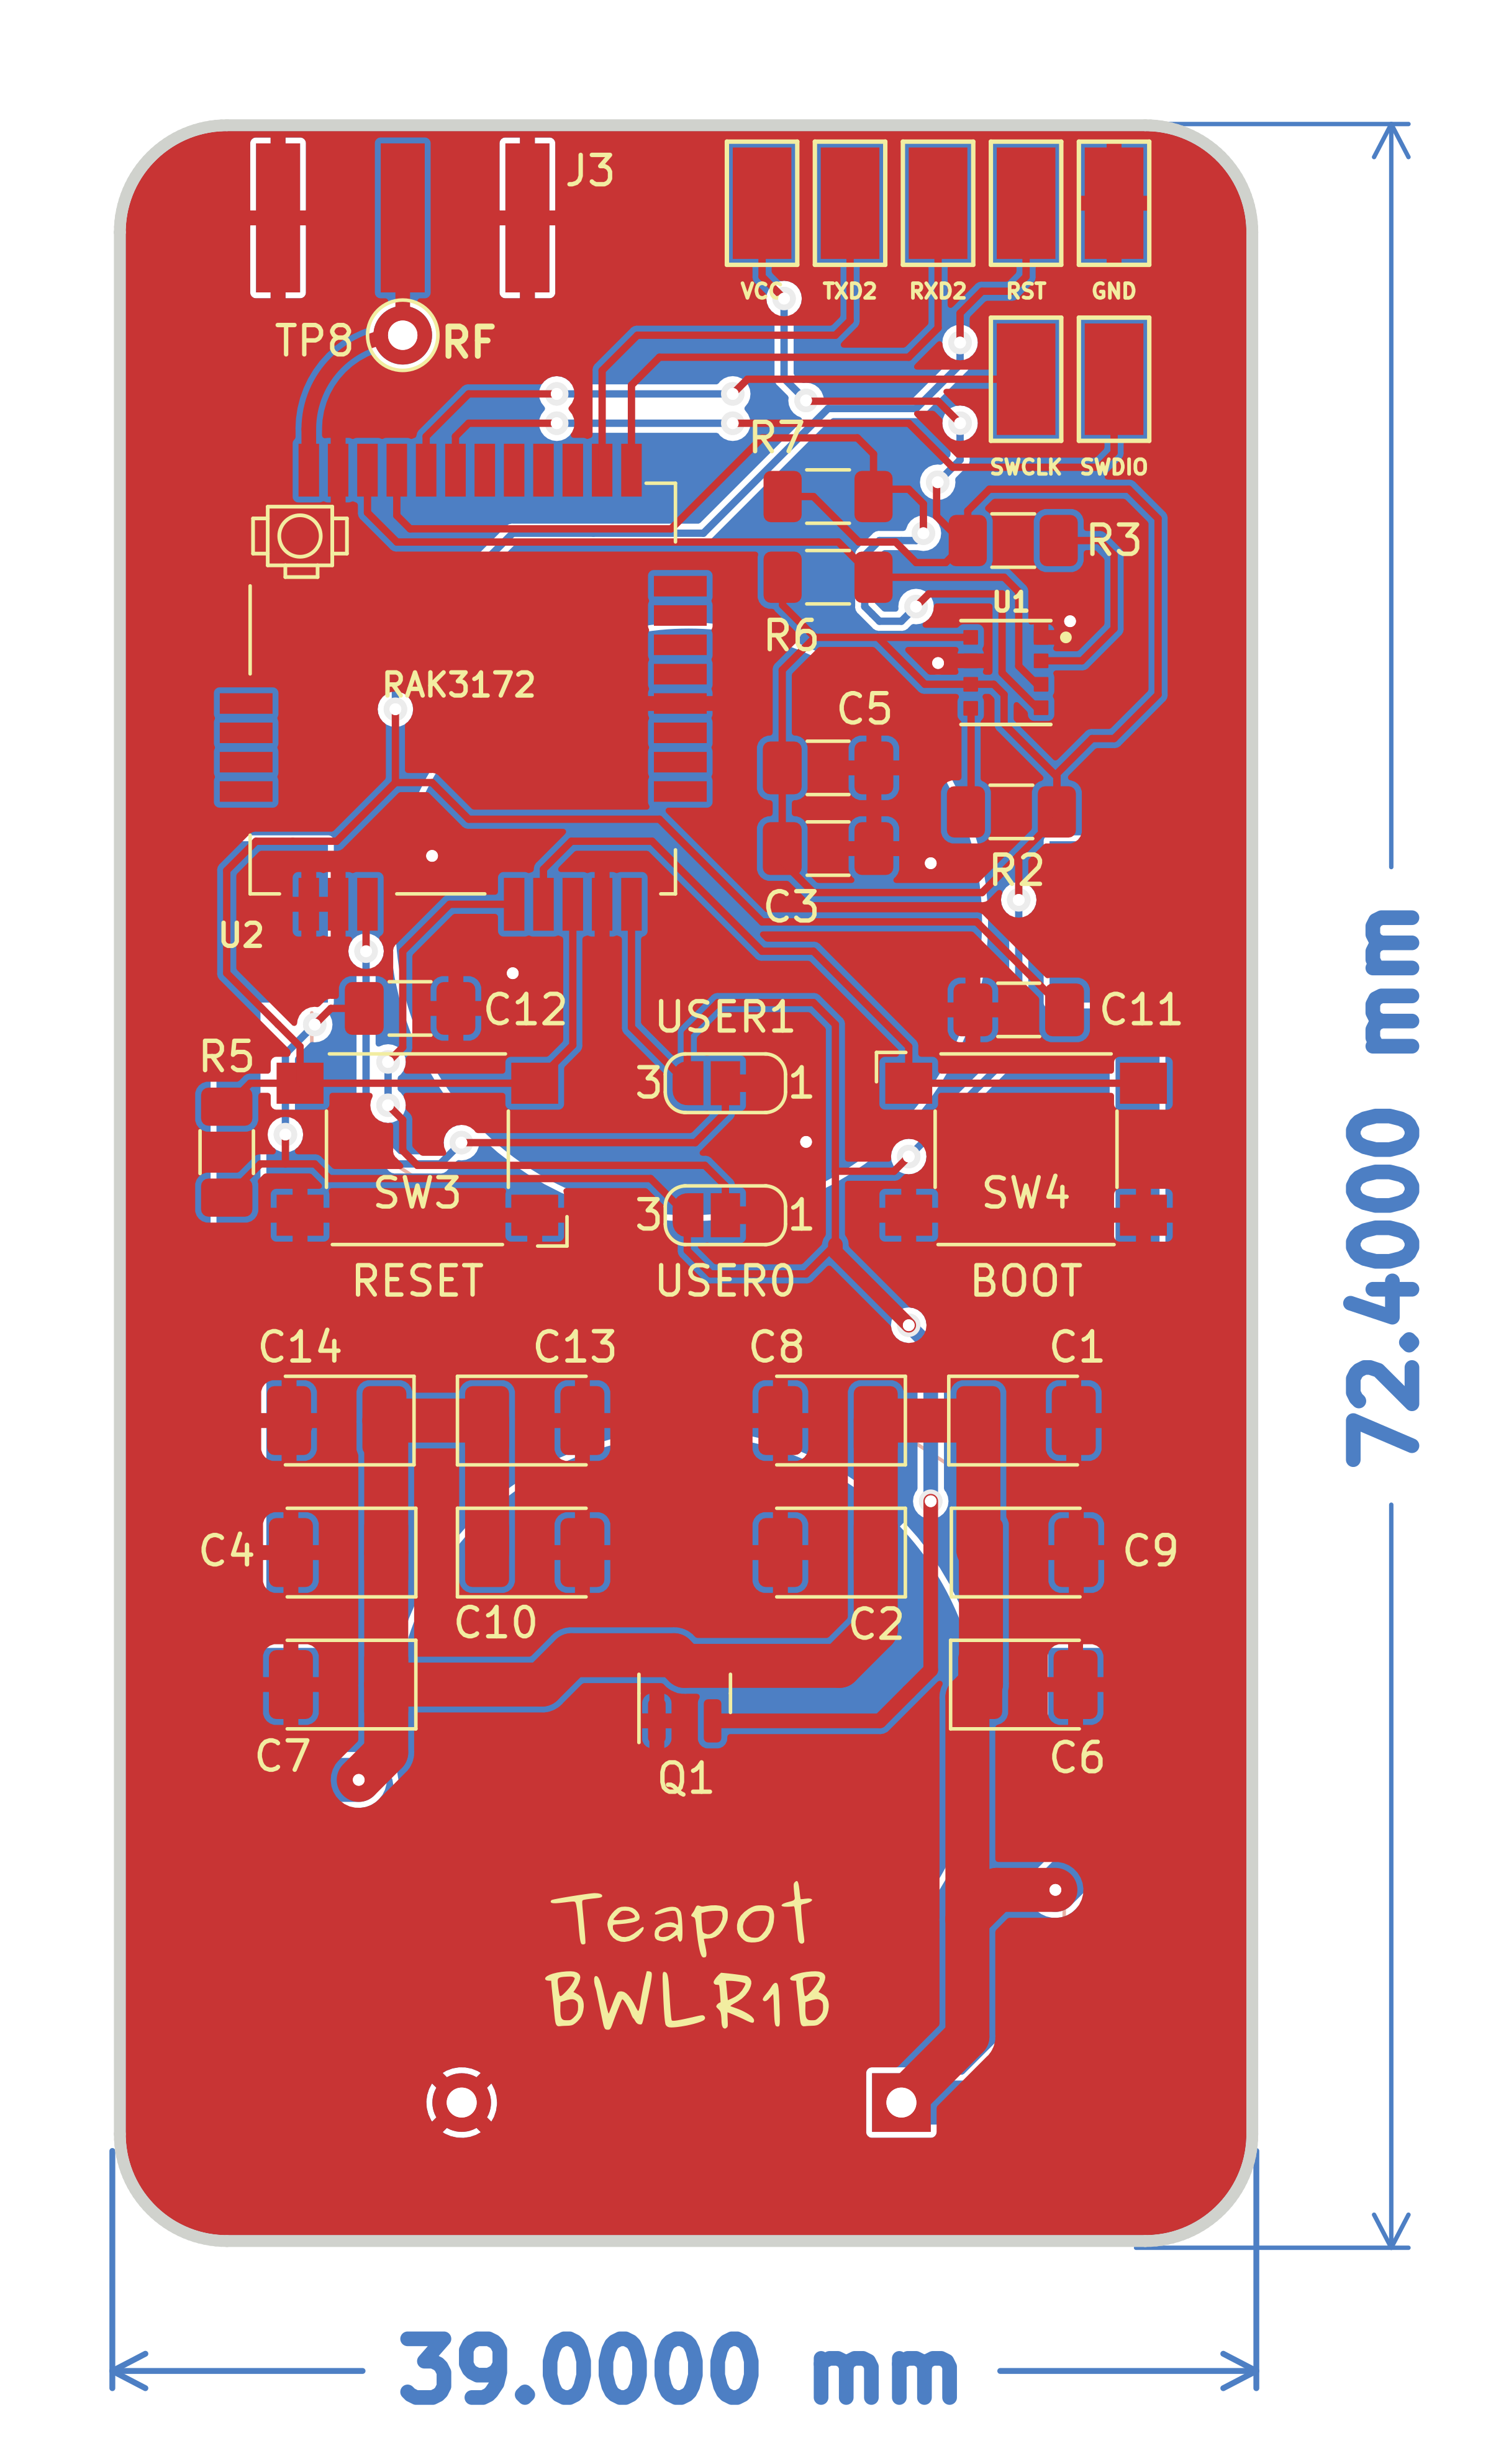 J3
VCC TXD2 RXD2 RST GND
TP8 RF
R7
SWCLK SWDIO
R3
U1
R6
RAK3172
C5
R2
C3
U2
C12 USER1 C11
R5
3 1
SW3 SW4
3 1
RESET USER0 BOOT
C14 C13 C8 C1
C4 C9
C10 C2
C7 Q1 C6
Teapot
BWLR1B
72.4000 mm
39.0000 mm